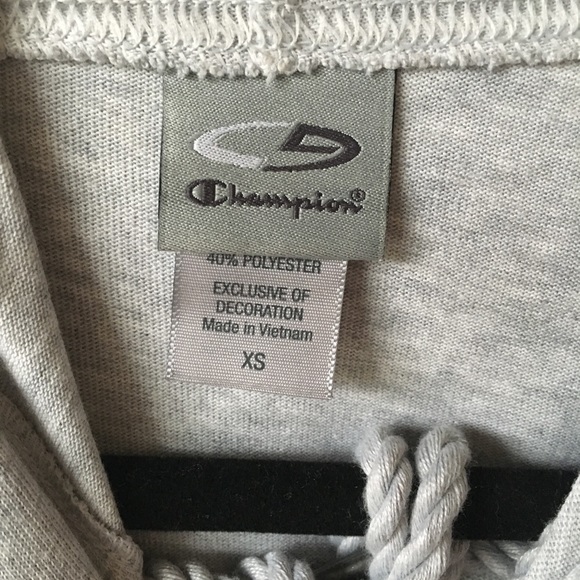 Champion®
40% POLYESTER
EXCLUSIVE OF
DECORATION
Made in Vietnam
XS